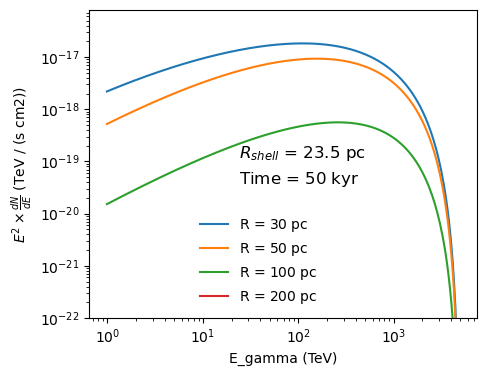 10⁻¹⁷
10⁻¹⁸
10⁻¹⁹
10⁻²⁰
10⁻²¹
10⁻²²
E² × dN/dE (TeV / (s cm2))
R_shell = 23.5 pc
Time = 50 kyr
R = 30 pc
R = 50 pc
R = 100 pc
R = 200 pc
10⁰ 10¹ 10² 10³
E_gamma (TeV)